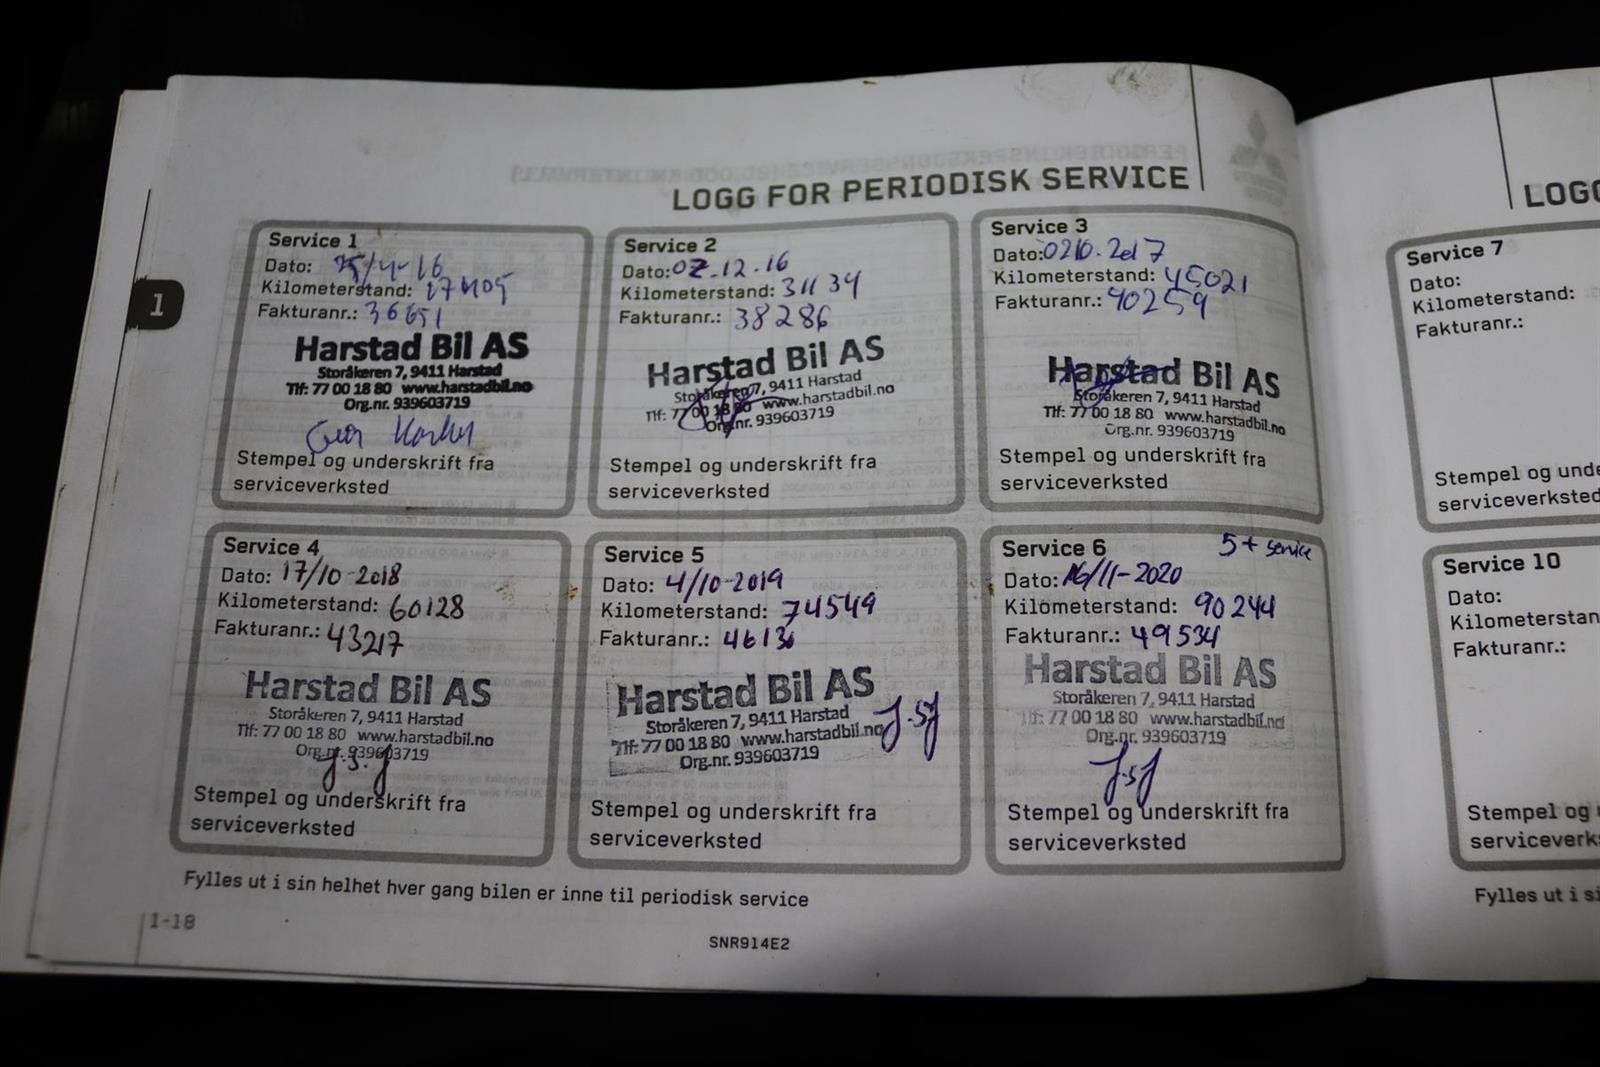 LOGG FOR PERIODISK SERVICE
1
Service 1
Dato: 25/4-16
Kilometerstand: 17405
Fakturanr.: 36651
Harstad Bil AS
Storåkeren 7, 9411 Harstad
Tlf: 77 00 18 80 www.harstadbil.no
Org.nr. 939603719
Stempel og underskrift fra
serviceverksted
Service 2
Dato: 02.12.16
Kilometerstand: 31134
Fakturanr.: 38286
Harstad Bil AS
Storåkeren 7, 9411 Harstad
Tlf: 77 00 18 80 www.harstadbil.no
Org.nr. 939603719
Stempel og underskrift fra
serviceverksted
Service 3
Dato: 0210.2017
Kilometerstand: 45021
Fakturanr.: 40259
Harstad Bil AS
Storåkeren 7, 9411 Harstad
Tlf: 77 00 18 80 www.harstadbil.no
Org.nr. 939603719
Stempel og underskrift fra
serviceverksted
Service 4
Dato: 17/10-2018
Kilometerstand: 60128
Fakturanr.: 43217
Harstad Bil AS
Storåkeren 7, 9411 Harstad
Tlf: 77 00 18 80 www.harstadbil.no
Org.nr. 939603719
J.S.J
Stempel og underskrift fra
serviceverksted
Service 5
Dato: 4/10-2019
Kilometerstand: 74549
Fakturanr.: 46136
Harstad Bil AS
Storåkeren 7, 9411 Harstad
Tlf: 77 00 18 80 www.harstadbil.no
Org.nr. 939603719
J.SJ
Stempel og underskrift fra
serviceverksted
Service 6 5+ service
Dato: 16/11-2020
Kilometerstand: 90244
Fakturanr.: 49534
Harstad Bil AS
Storåkeren 7, 9411 Harstad
Tlf: 77 00 18 80 www.harstadbil.no
Org.nr. 939603719
J.SJ
Stempel og underskrift fra
serviceverksted
Fylles ut i sin helhet hver gang bilen er inne til periodisk service
1-18
SNR914E2
LOGG
Service 7
Dato:
Kilometerstand:
Fakturanr.:
Stempel og unde
serviceverksted
Service 10
Dato:
Kilometerstan
Fakturanr.:
Stempel og
serviceverks
Fylles ut i si